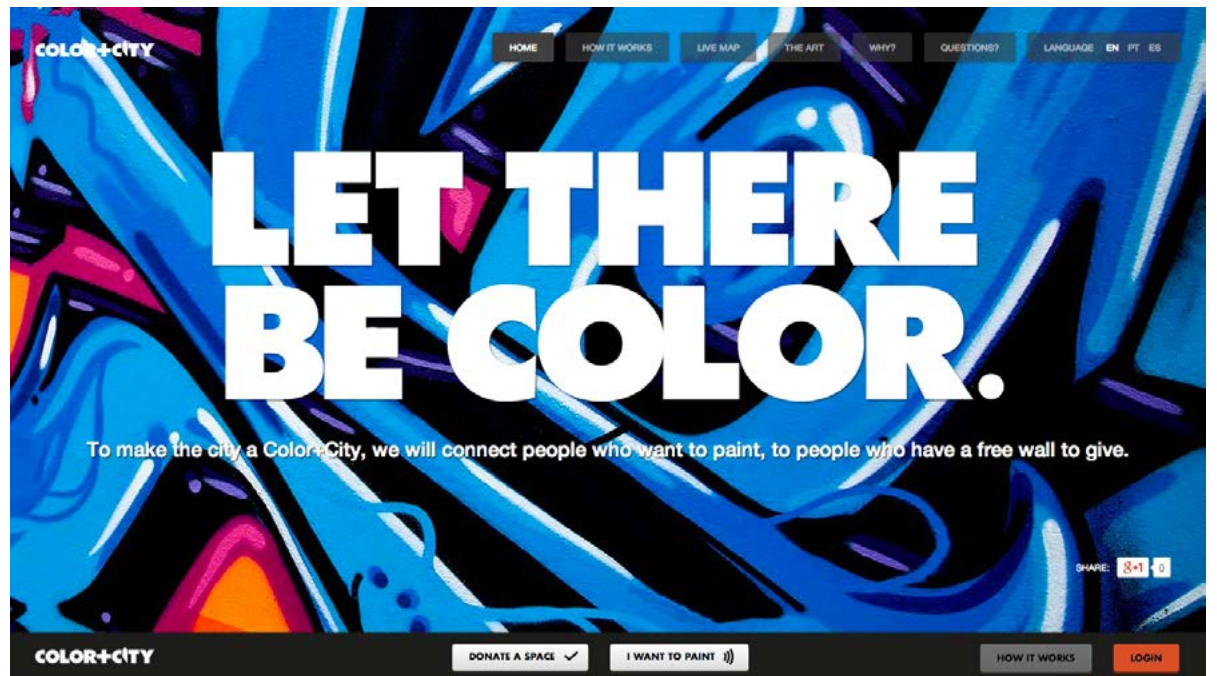 COLOR+CITY
HOME HOW IT WORKS LIVE MAP THE ART WHY? QUESTIONS? LANGUAGE EN PT ES
LET THERE
BE COLOR.
To make the city a Color+City, we will connect people who want to paint, to people who have a free wall to give.
SHARE: g+1 0
COLOR+CITY DONATE A SPACE I WANT TO PAINT HOW IT WORKS LOGIN